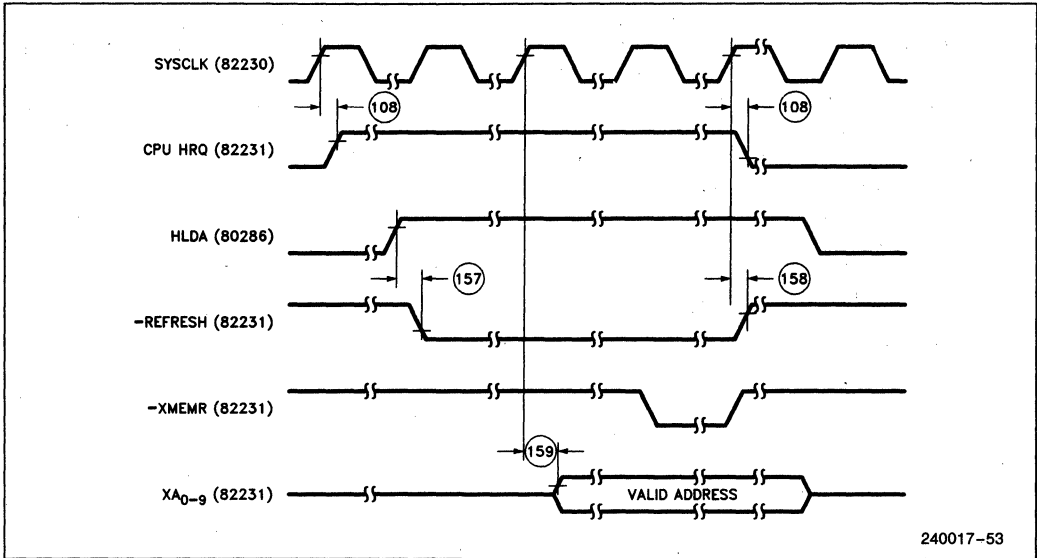 SYSCLK (82230)
108
108
CPU HRQ (82231)
HLDA (80286)
157
158
-REFRESH (82231)
-XMEMR (82231)
159
XA0-9 (82231)
VALID ADDRESS
240017-53